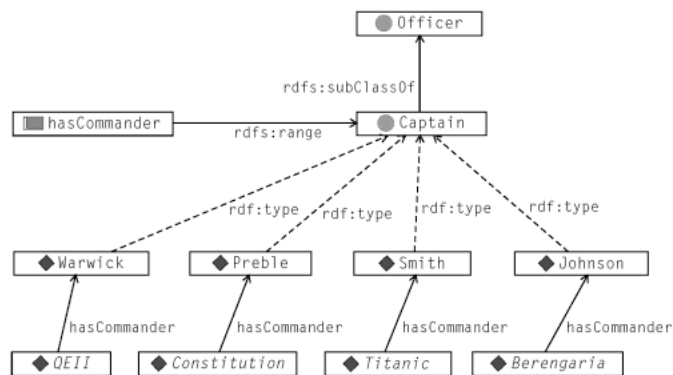 Officer
rdfs:subClassOf
hasCommander
rdfs:range
Captain
rdf:type
rdf:type
rdf:type
rdf:type
Warwick
Preble
Smith
Johnson
hasCommander
hasCommander
hasCommander
hasCommander
QEII
Constitution
Titanic
Berengaria